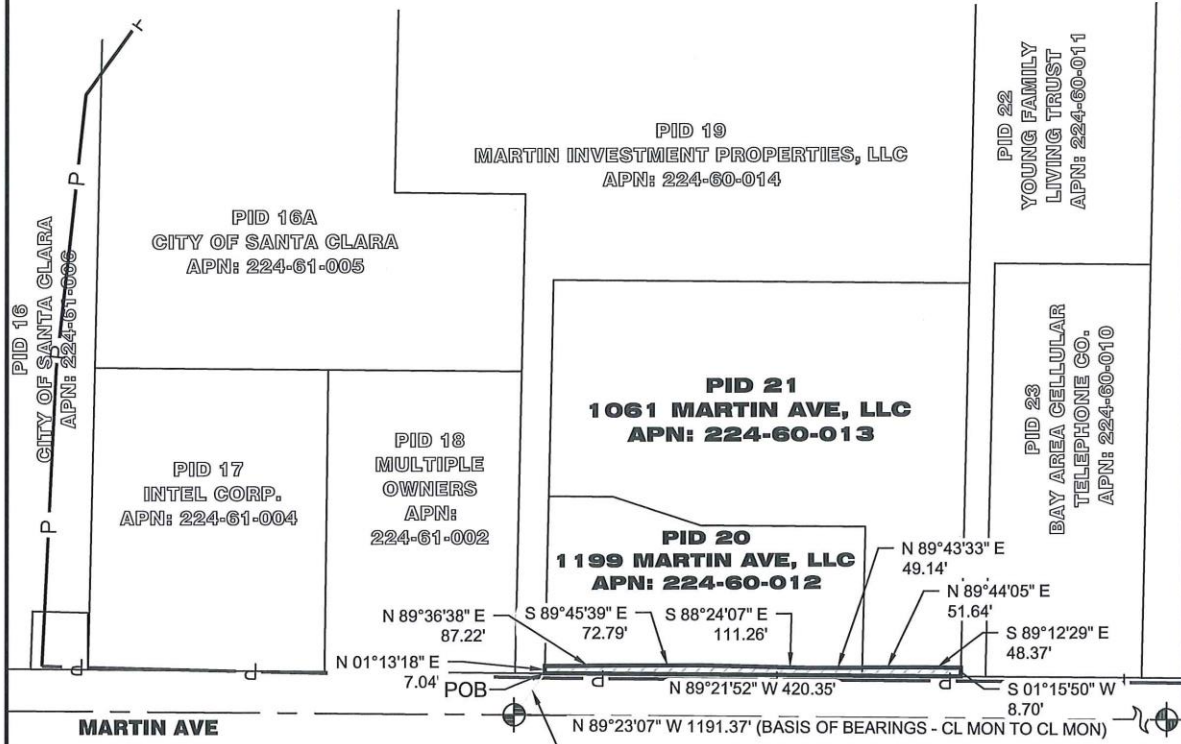 PID 16
CITY OF SANTA CLARA
APN: 224-61-006
P
P
P
PID 16A
CITY OF SANTA CLARA
APN: 224-61-005
PID 19
MARTIN INVESTMENT PROPERTIES, LLC
APN: 224-60-014
PID 22
YOUNG FAMILY
LIVING TRUST
APN: 224-60-011
PID 17
INTEL CORP.
APN: 224-61-004
PID 18
MULTIPLE
OWNERS
APN:
224-61-002
PID 21
1061 MARTIN AVE, LLC
APN: 224-60-013
PID 23
BAY AREA CELLULAR
TELEPHONE CO.
APN: 224-60-010
PID 20
1199 MARTIN AVE, LLC
APN: 224-60-012
N 89°43'33" E
49.14'
N 89°44'05" E
51.64'
N 89°36'38" E
87.22'
S 89°45'39" E
72.79'
S 88°24'07" E
111.26'
S 89°12'29" E
48.37'
N 01°13'18" E
7.04'
POB
P
P
P
P
N 89°21'52" W 420.35'
S 01°15'50" W
8.70'
MARTIN AVE
N 89°23'07" W 1191.37' (BASIS OF BEARINGS - CL MON TO CL MON)